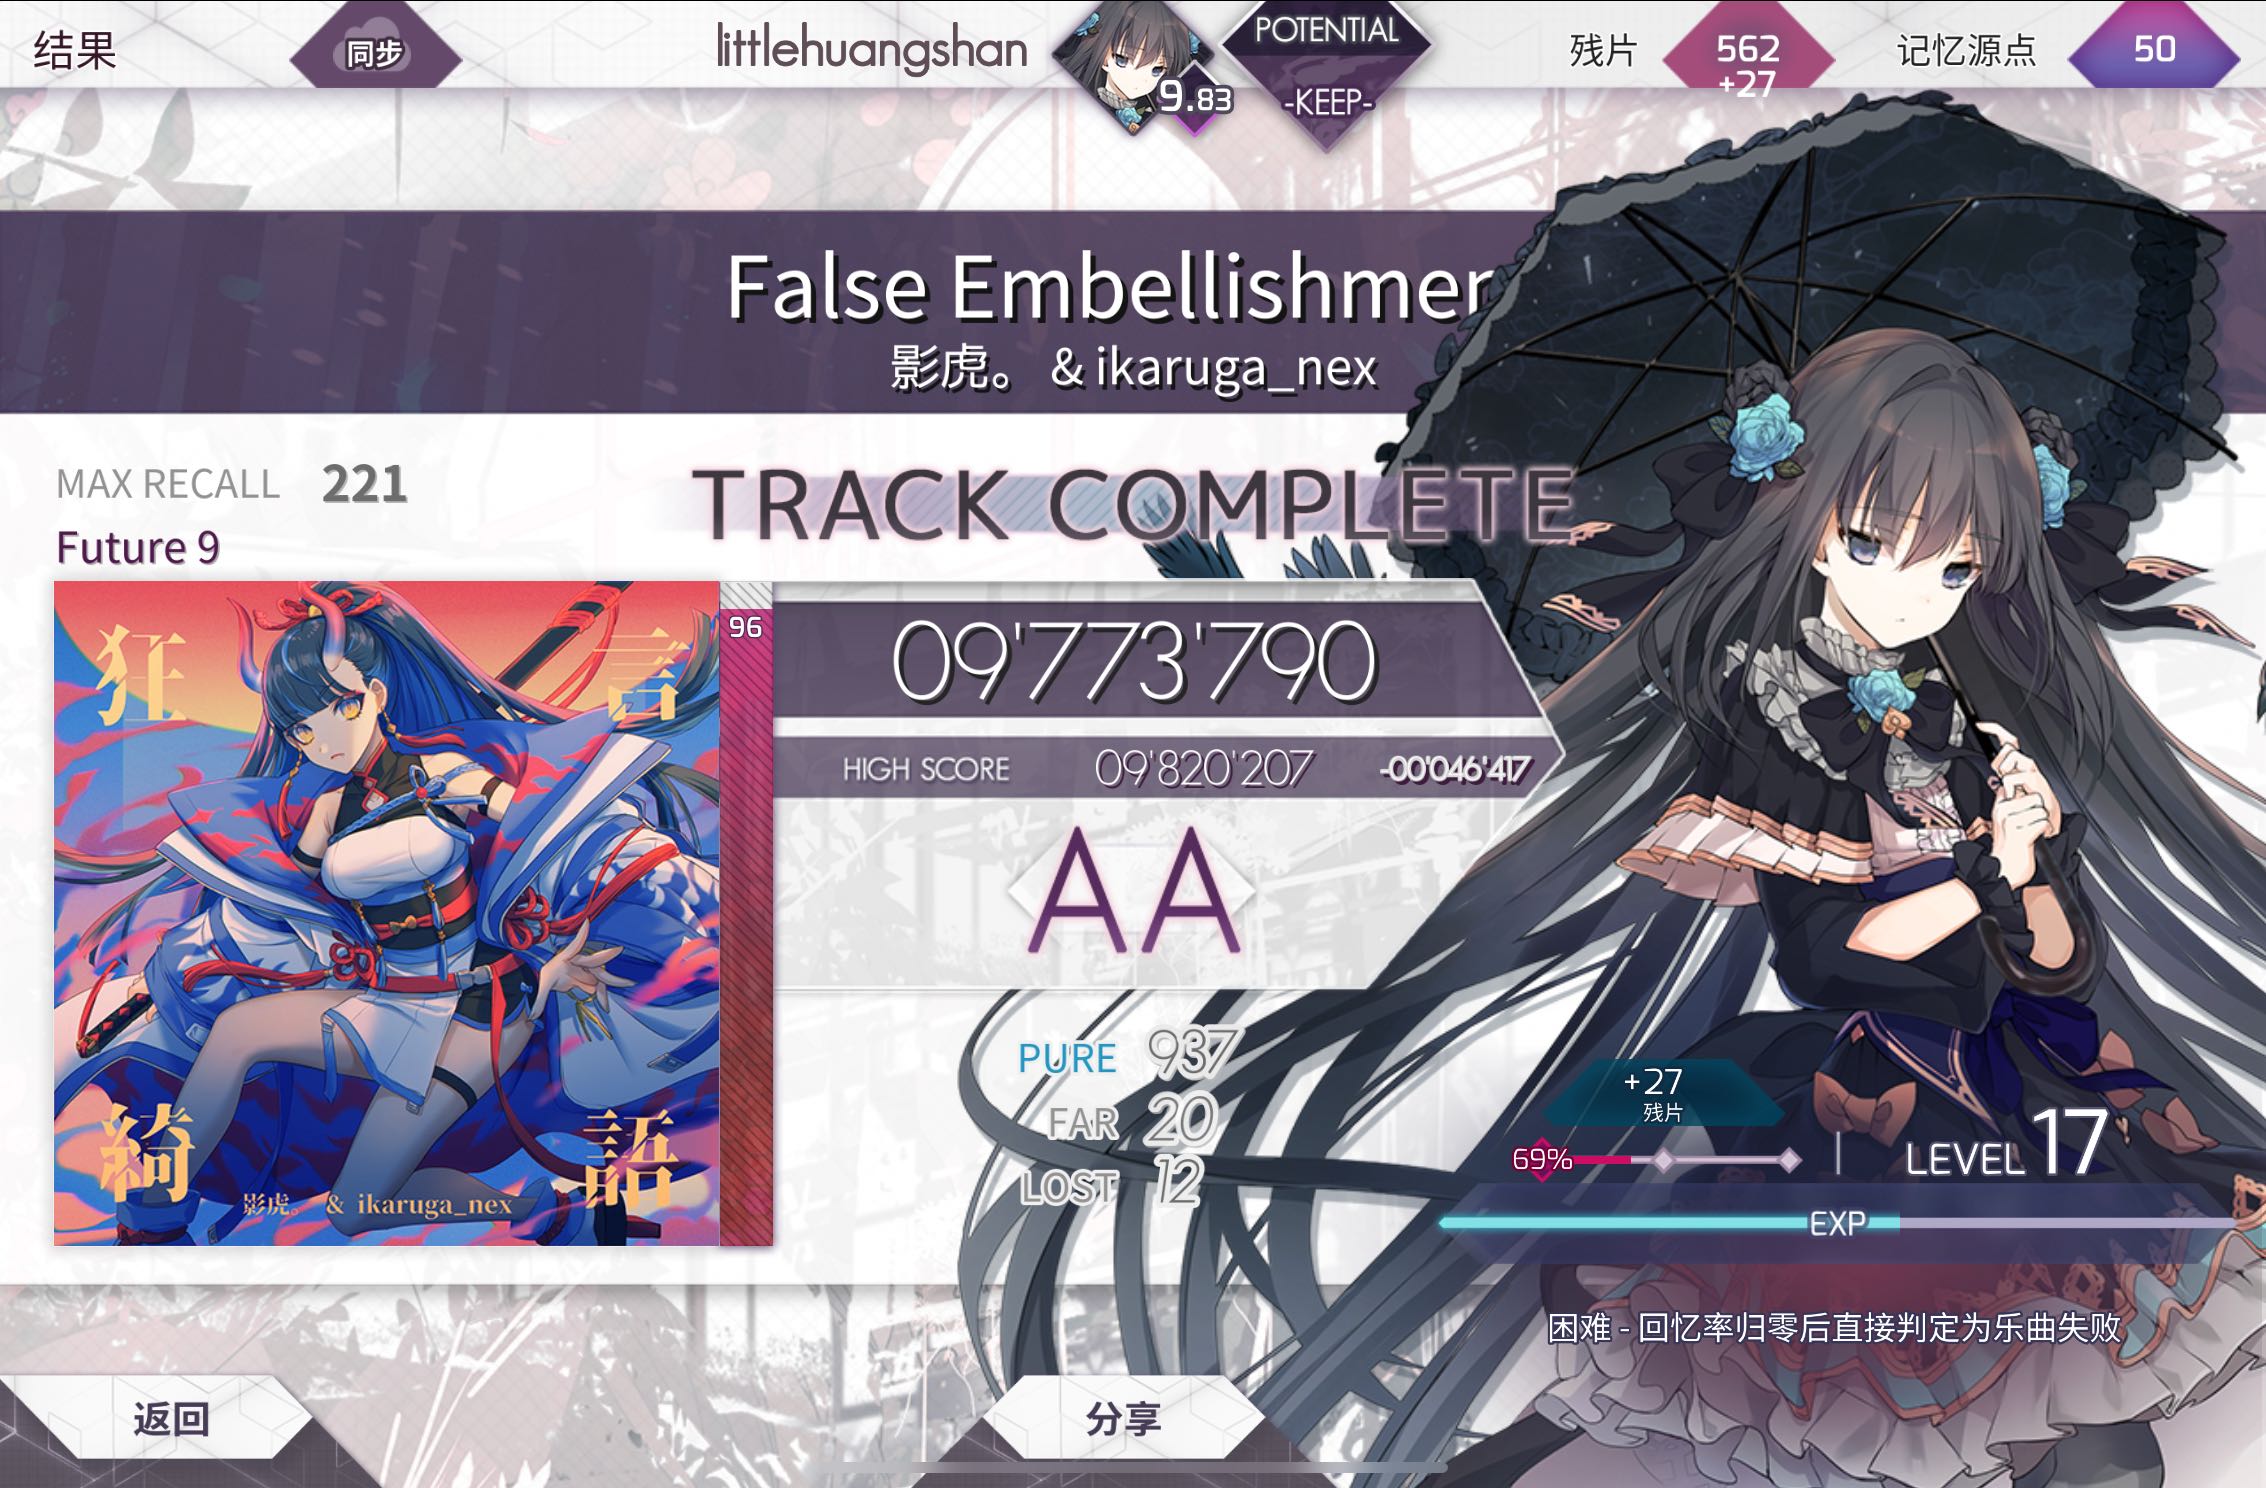 结果
同步
littlehuangshan
9.83
POTENTIAL
-KEEP-
残片
562
+27
记忆源点
50
False Embellishmen
影虎。 & ikaruga_nex
MAX RECALL 221
TRACK COMPLETE
Future 9
狂言
96
09'773'790
HIGH SCORE 09'820'207 -00'046'417
AA
綺語
影虎。 & ikaruga_nex
PURE 937
FAR 20
LOST 12
+27
残片
69%
LEVEL 17
EXP
困难 - 回忆率归零后直接判定为乐曲失败
返回
分享